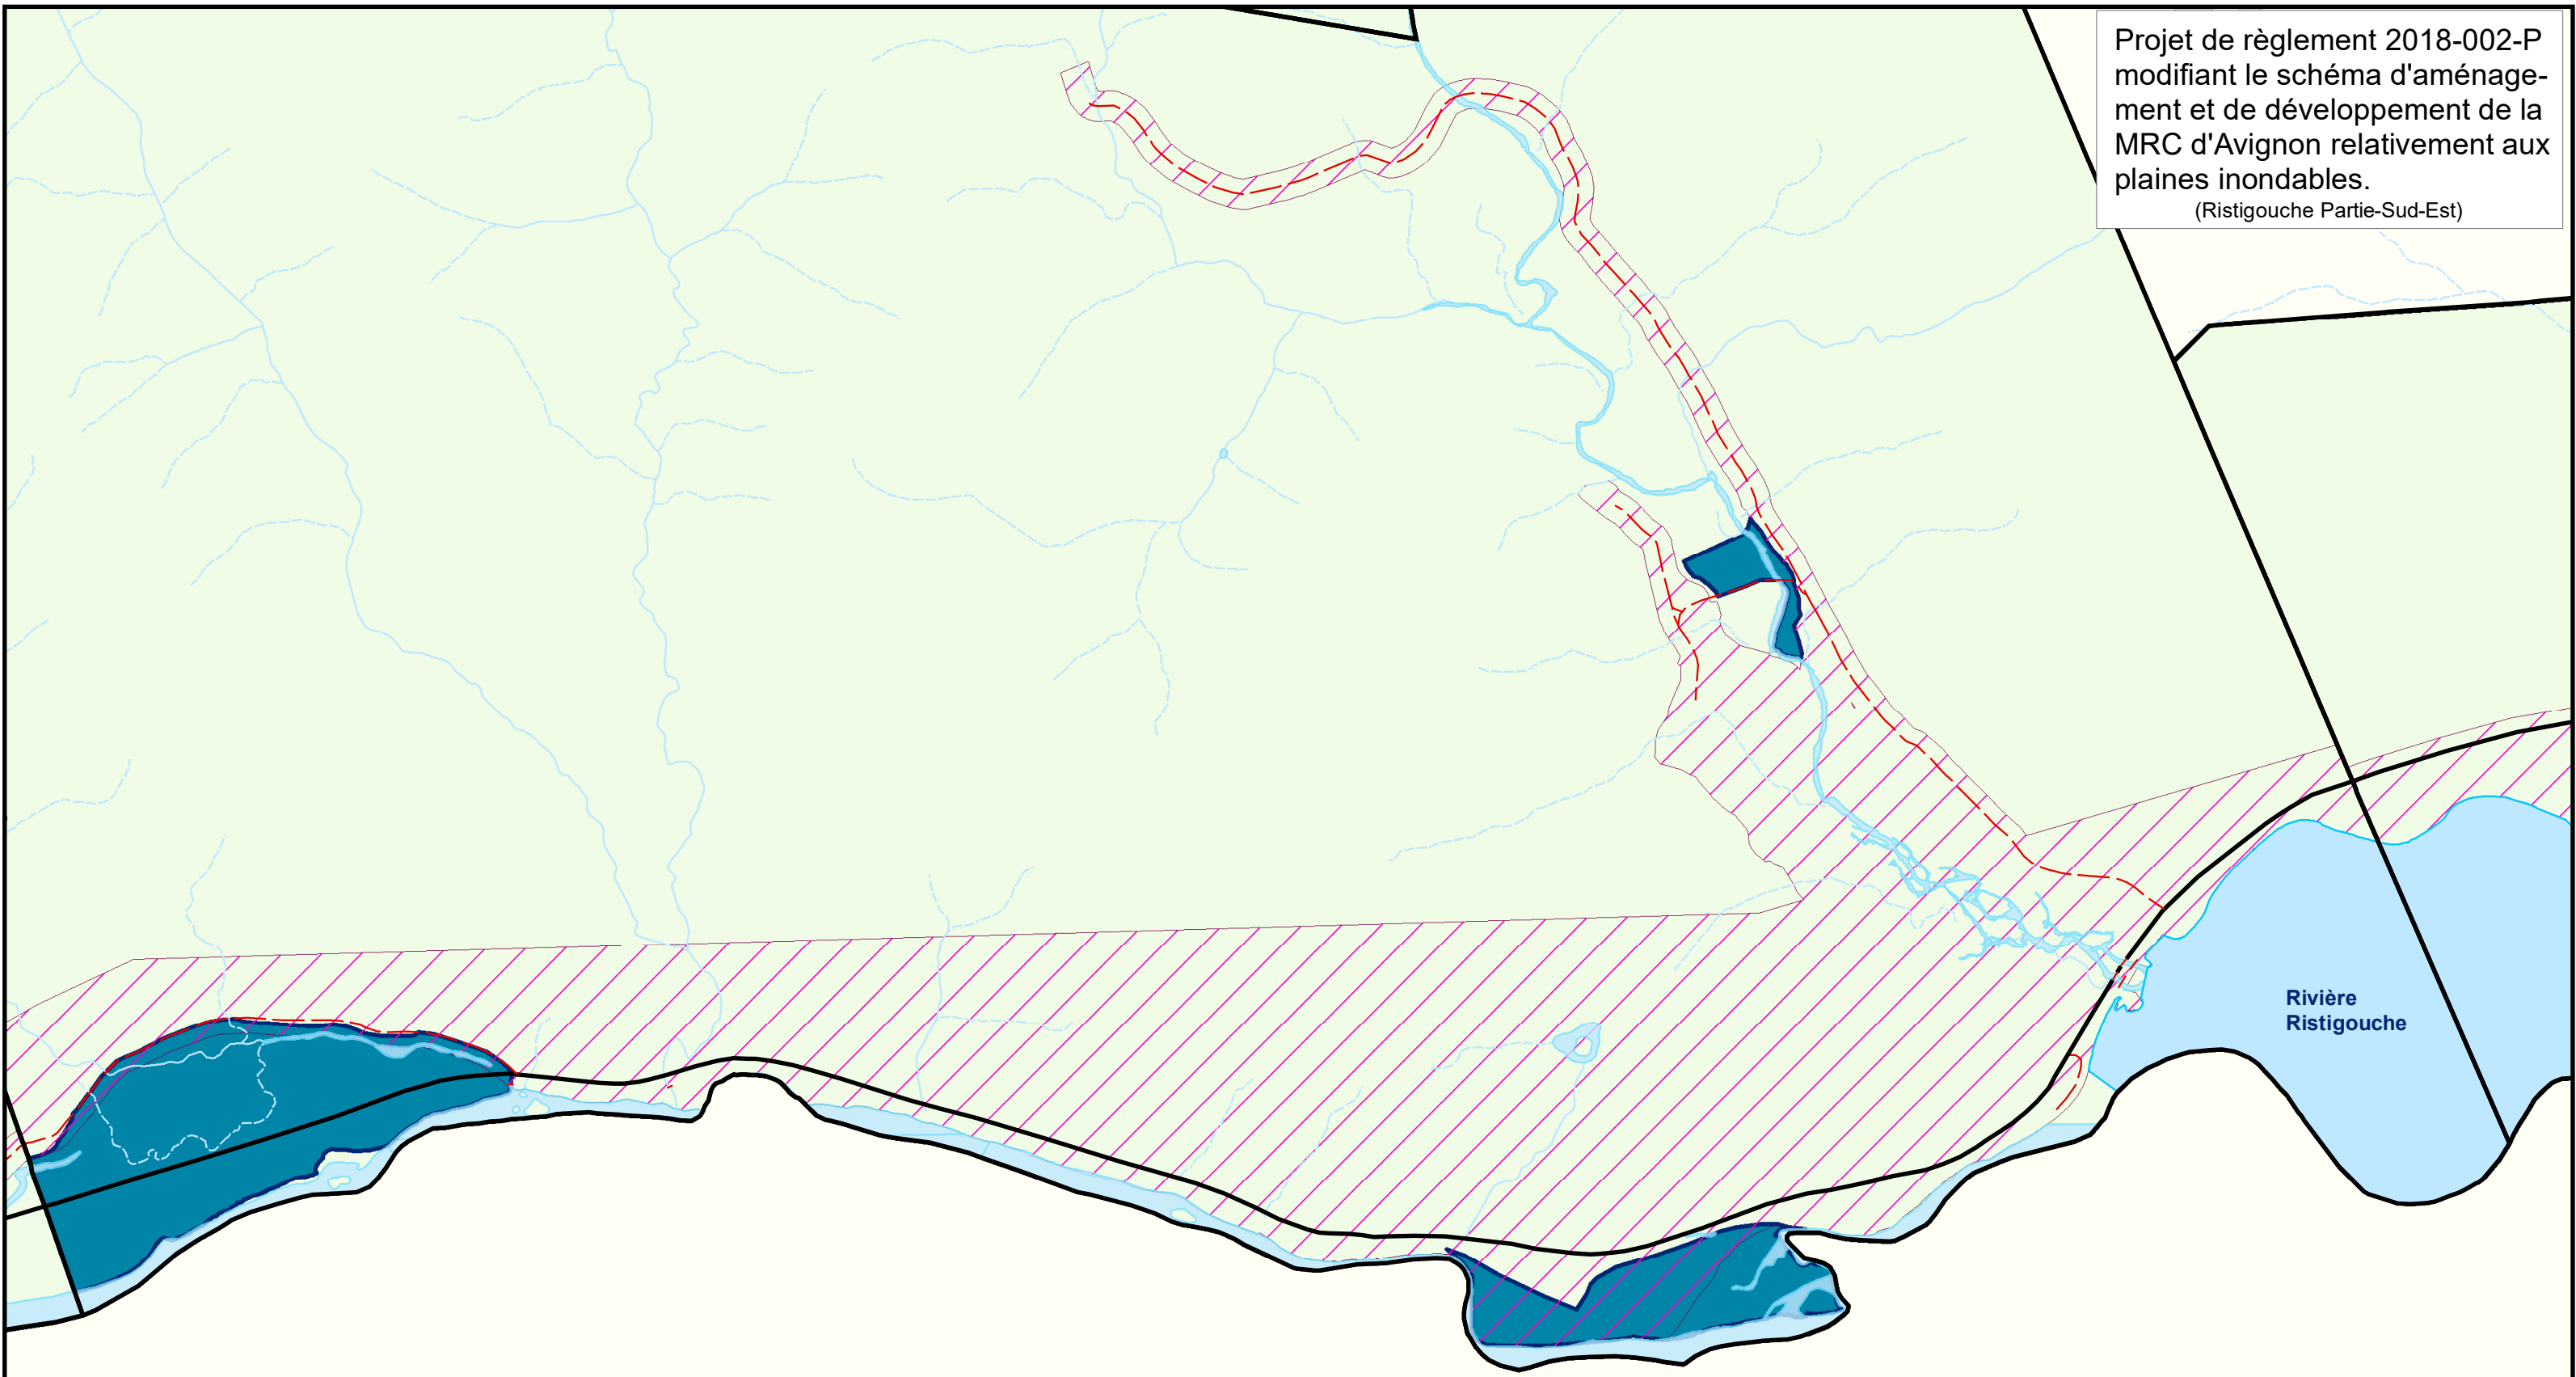 Projet de règlement 2018-002-P
modifiant le schéma d'aménage-
ment et de développement de la
MRC d'Avignon relativement aux
plaines inondables.
(Ristigouche Partie-Sud-Est)
Rivière
Ristigouche